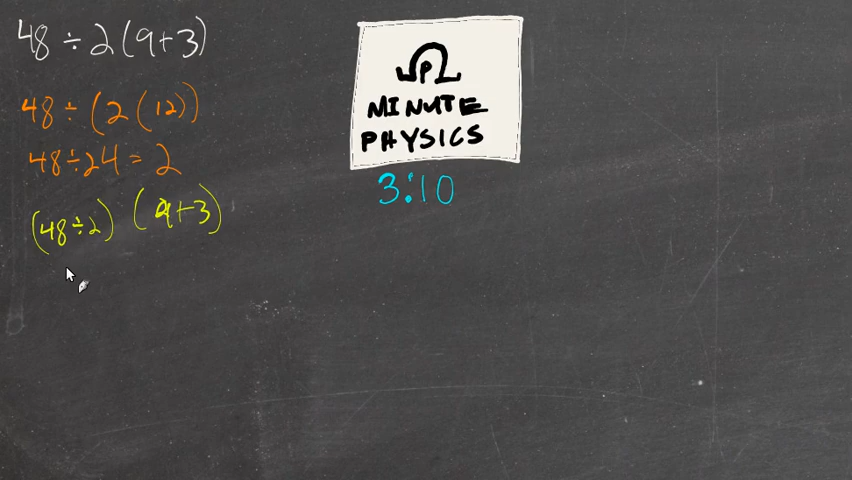 48 ÷ 2 (9+3)
48 ÷ (2 (12))
48 ÷ 24 = 2
(48 ÷ 2) (9+3)
P
MINUTE
PHYSICS
3:10